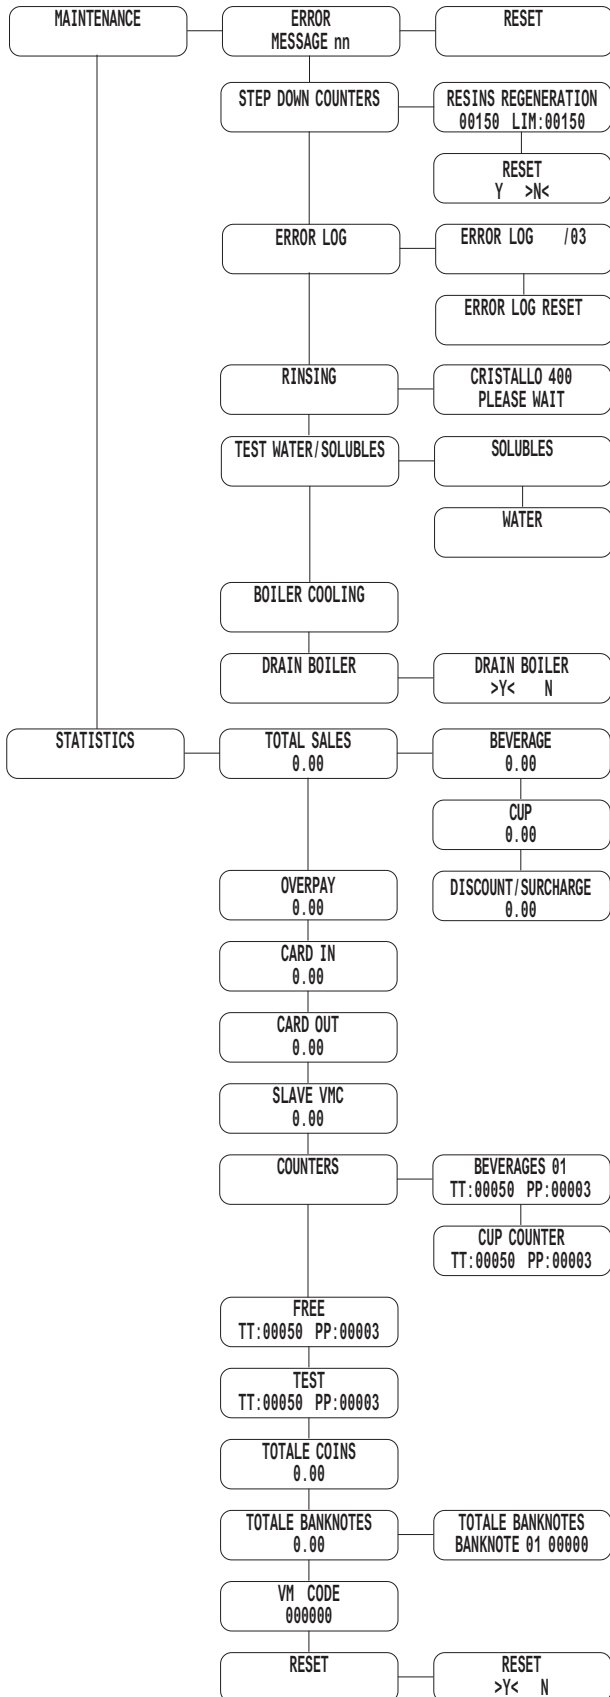 MAINTENANCE
ERROR
MESSAGE nn
RESET
STEP DOWN COUNTERS
RESINS REGENERATION
00150 LIM:00150
RESET
Y >N<
ERROR LOG
ERROR LOG /03
ERROR LOG RESET
RINSING
CRISTALLO 400
PLEASE WAIT
TEST WATER/SOLUBLES
SOLUBLES
WATER
BOILER COOLING
DRAIN BOILER
DRAIN BOILER
>Y< N
STATISTICS
TOTAL SALES
0.00
BEVERAGE
0.00
CUP
0.00
DISCOUNT/SURCHARGE
0.00
OVERPAY
0.00
CARD IN
0.00
CARD OUT
0.00
SLAVE VMC
0.00
COUNTERS
BEVERAGES 01
TT:00050 PP:00003
CUP COUNTER
TT:00050 PP:00003
FREE
TT:00050 PP:00003
TEST
TT:00050 PP:00003
TOTALE COINS
0.00
TOTALE BANKNOTES
0.00
TOTALE BANKNOTES
BANKNOTE 01 00000
VM CODE
000000
RESET
RESET
>Y< N